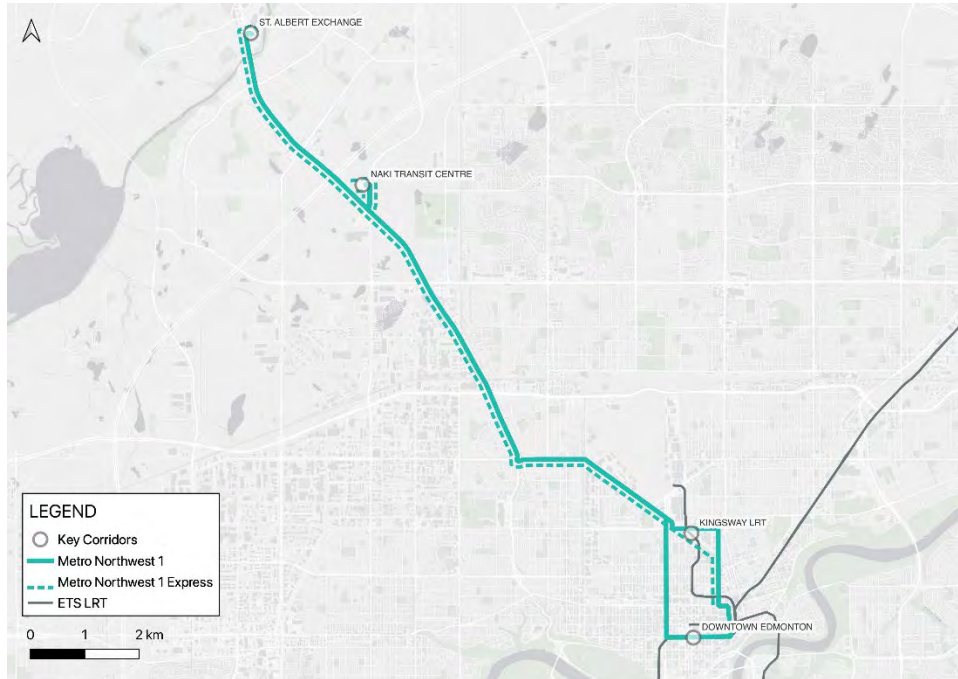 ST. ALBERT EXCHANGE
NAKI TRANSIT CENTRE
KINGSWAY LRT
DOWNTOWN EDMONTON
LEGEND
Key Corridors
Metro Northwest 1
Metro Northwest 1 Express
ETS LRT
0 1 2 km